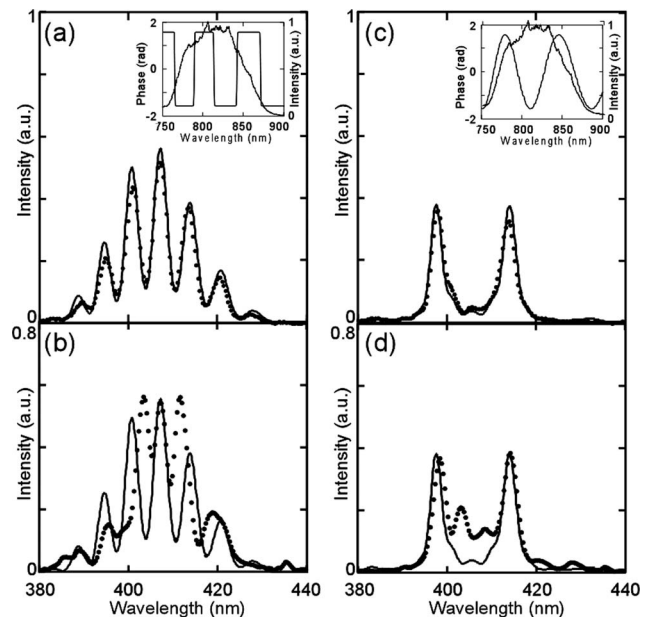 (a)
1
Intensity (a.u.)
0
2
Phase (rad)
0
-2
1
Intensity (a.u.)
0
750 800 850 900
Wavelength (nm)
(c)
1
Intensity (a.u.)
0
2
Phase (rad)
0
-2
1
Intensity (a.u.)
0
750 800 850 900
Wavelength (nm)
(b)
0.8
Intensity (a.u.)
0
380 400 420 440
Wavelength (nm)
(d)
0.8
Intensity (a.u.)
0
380 400 420 440
Wavelength (nm)